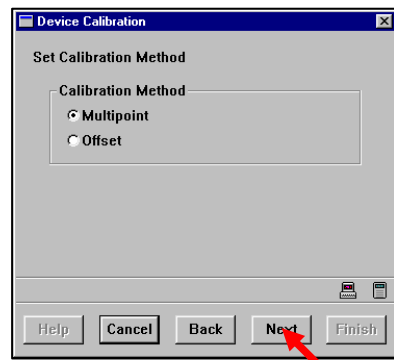 Device Calibration
Set Calibration Method
Calibration Method
Multipoint
Offset
Help Cancel Back Next Finish